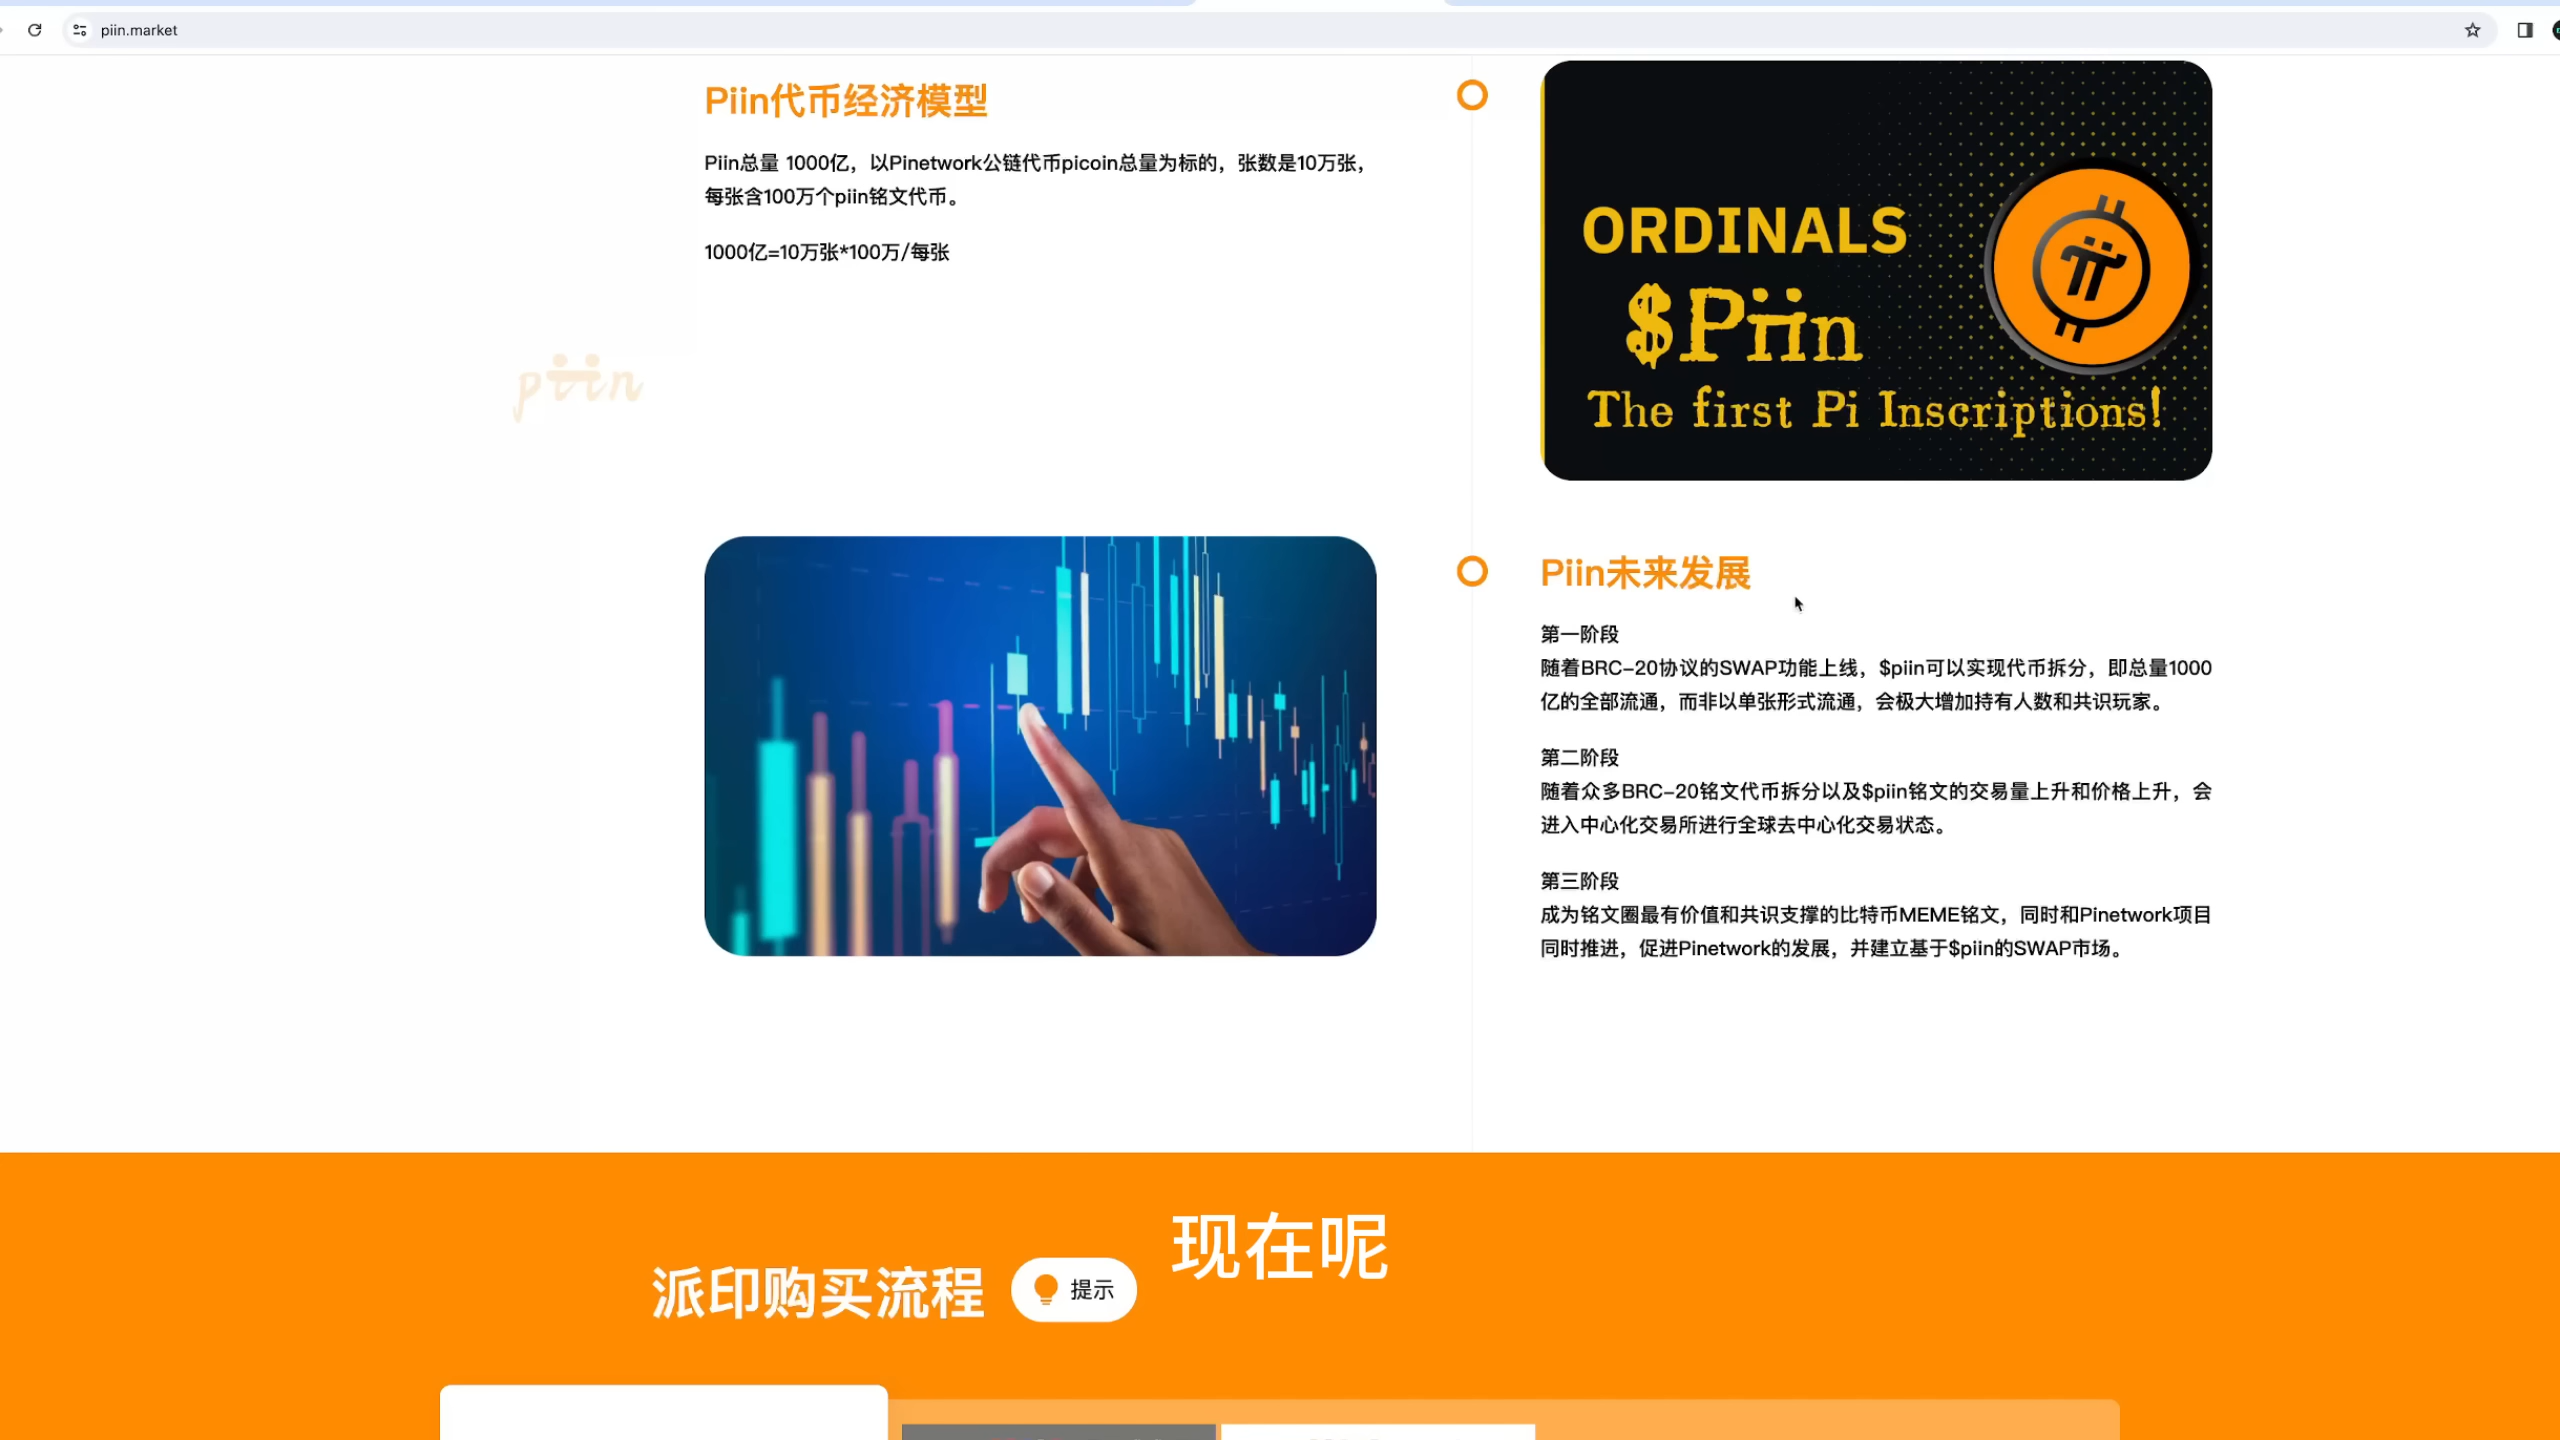 piin.market
Piin代币经济模型
Piin总量 1000亿，以Pinetwork公链代币picoin总量为标的，张数是10万张，
每张含100万个piin铭文代币。
1000亿=10万张*100万/每张
piin
ORDINALS
$Piin
The first Pi Inscriptions!
Piin未来发展
第一阶段
随着BRC-20协议的SWAP功能上线，$piin可以实现代币拆分，即总量1000
亿的全部流通，而非以单张形式流通，会极大增加持有人数和共识玩家。
第二阶段
随着众多BRC-20铭文代币拆分以及$piin铭文的交易量上升和价格上升，会
进入中心化交易所进行全球去中心化交易状态。
第三阶段
成为铭文圈最有价值和共识支撑的比特币MEME铭文，同时和Pinetwork项目
同时推进，促进Pinetwork的发展，并建立基于$piin的SWAP市场。
现在呢
派印购买流程
提示